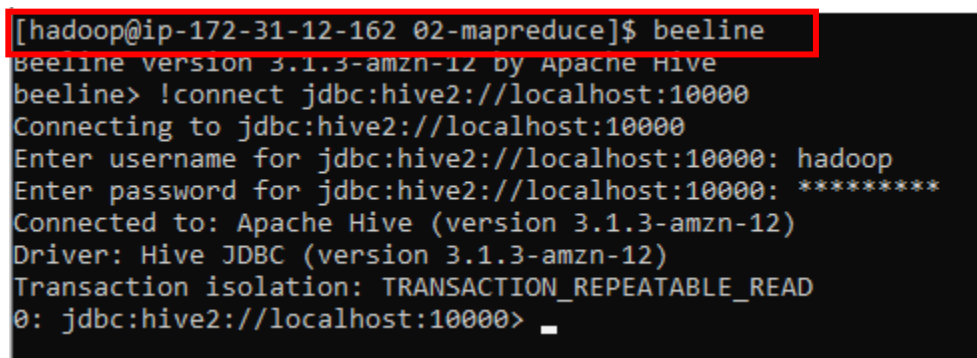 [hadoop@ip-172-31-12-162 02-mapreduce]$ beeline
Beeline version 3.1.3-amzn-12 by Apache Hive
beeline> !connect jdbc:hive2://localhost:10000
Connecting to jdbc:hive2://localhost:10000
Enter username for jdbc:hive2://localhost:10000: hadoop
Enter password for jdbc:hive2://localhost:10000: *********
Connected to: Apache Hive (version 3.1.3-amzn-12)
Driver: Hive JDBC (version 3.1.3-amzn-12)
Transaction isolation: TRANSACTION_REPEATABLE_READ
0: jdbc:hive2://localhost:10000>